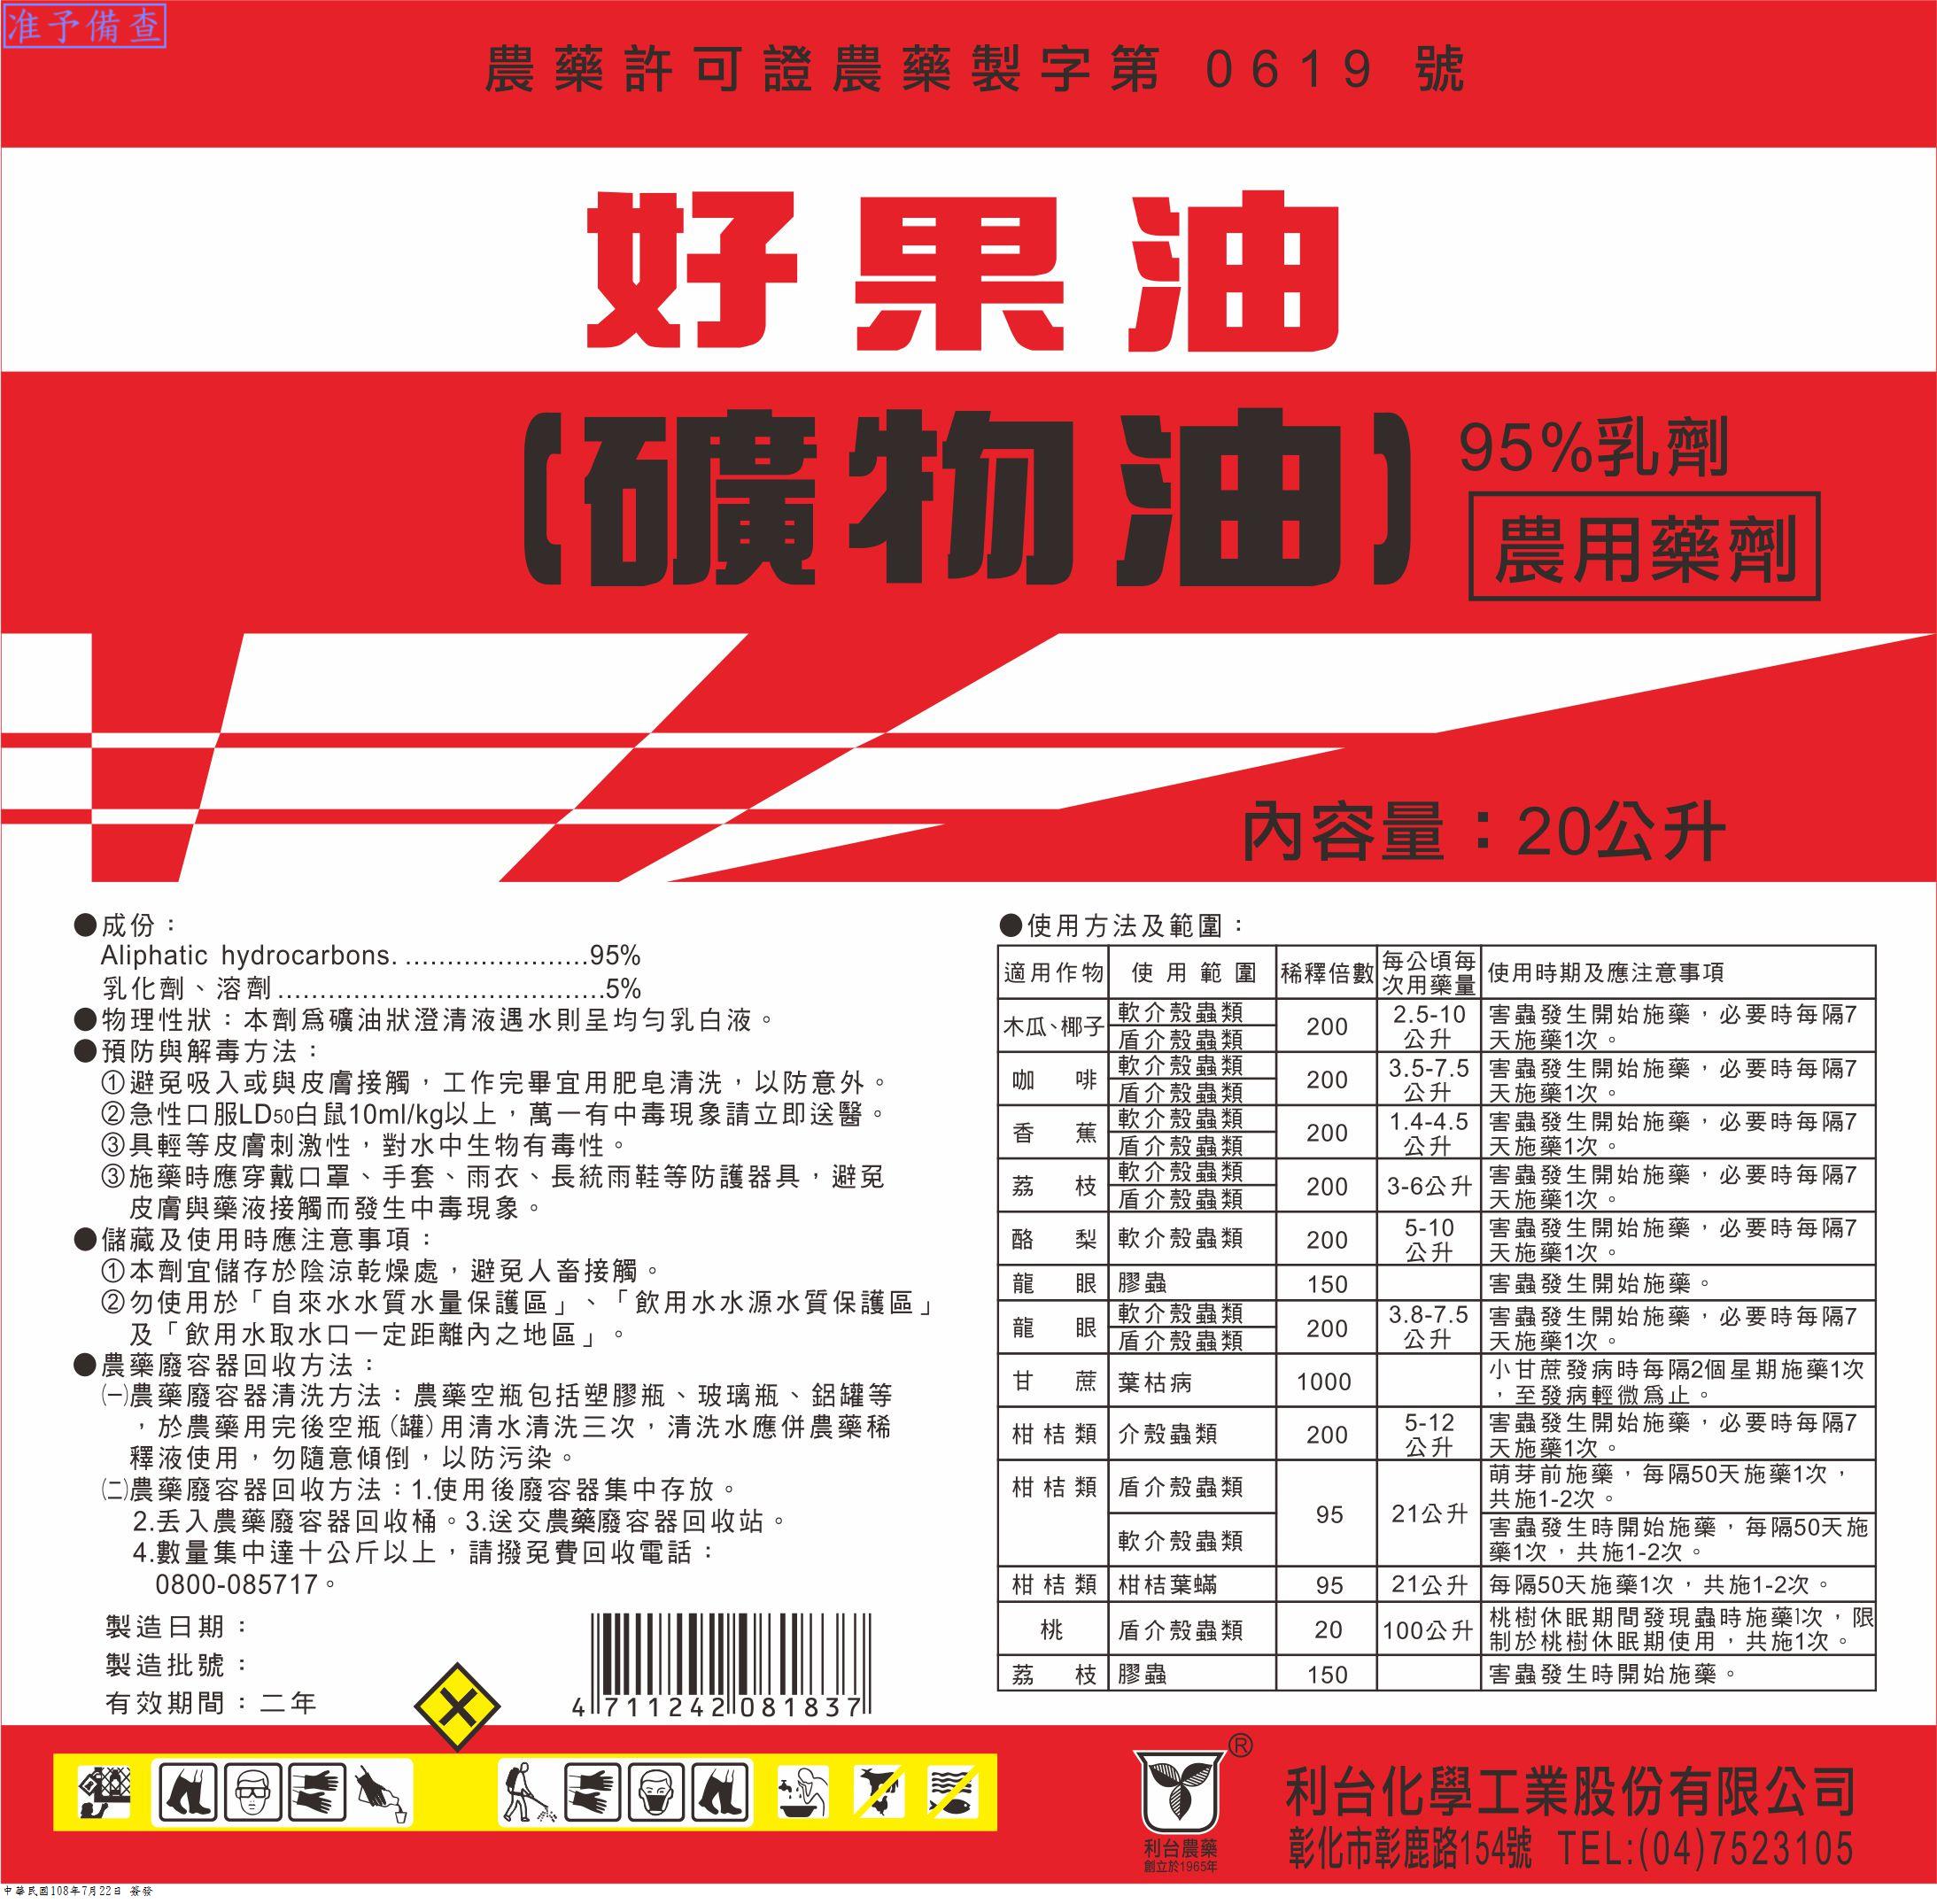 准予備查
農藥許可證農藥製字第 0619 號
好果油
(礦物油)
95%乳劑
農用藥劑
內容量：20公升
●成份：
Aliphatic hydrocarbons. ......................95%
乳化劑、溶劑.......................................5%
●物理性狀：本劑為礦油狀澄清液遇水則呈均勻乳白液。
●預防與解毒方法：
①避免吸入或與皮膚接觸，工作完畢宜用肥皂清洗，以防意外。
②急性口服LD50白鼠10ml/kg以上，萬一有中毒現象請立即送醫。
③具輕等皮膚刺激性，對水中生物有毒性。
③施藥時應穿戴口罩、手套、雨衣、長統雨鞋等防護器具，避免
皮膚與藥液接觸而發生中毒現象。
●儲藏及使用時應注意事項：
①本劑宜儲存於陰涼乾燥處，避免人畜接觸。
②勿使用於「自來水水質水量保護區」、「飲用水水源水質保護區」
及「飲用水取水口一定距離內之地區」。
●農藥廢容器回收方法：
㈠農藥廢容器清洗方法：農藥空瓶包括塑膠瓶、玻璃瓶、鋁罐等
，於農藥用完後空瓶(罐)用清水清洗三次，清洗水應併農藥稀
釋液使用，勿隨意傾倒，以防污染。
㈡農藥廢容器回收方法：1.使用後廢容器集中存放。
2.丟入農藥廢容器回收桶。3.送交農藥廢容器回收站。
4.數量集中達十公斤以上，請撥免費回收電話：
0800-085717。
製造日期：
製造批號：
有效期間：二年
4 711242 081837
●使用方法及範圍：
適用作物 使用範圍 稀釋倍數 每公頃每次用藥量 使用時期及應注意事項
木瓜、椰子 軟介殼蟲類 盾介殼蟲類 200 2.5-10公升 害蟲發生開始施藥，必要時每隔7天施藥1次。
咖啡 軟介殼蟲類 盾介殼蟲類 200 3.5-7.5公升 害蟲發生開始施藥，必要時每隔7天施藥1次。
香蕉 軟介殼蟲類 盾介殼蟲類 200 1.4-4.5公升 害蟲發生開始施藥，必要時每隔7天施藥1次。
荔枝 軟介殼蟲類 盾介殼蟲類 200 3-6公升 害蟲發生開始施藥，必要時每隔7天施藥1次。
酪梨 軟介殼蟲類 200 5-10公升 害蟲發生開始施藥，必要時每隔7天施藥1次。
龍眼 膠蟲 150 害蟲發生開始施藥。
龍眼 軟介殼蟲類 盾介殼蟲類 200 3.8-7.5公升 害蟲發生開始施藥，必要時每隔7天施藥1次。
甘蔗 葉枯病 1000 小甘蔗發病時每隔2個星期施藥1次，至發病輕微為止。
柑桔類 介殼蟲類 200 5-12公升 害蟲發生開始施藥，必要時每隔7天施藥1次。
柑桔類 盾介殼蟲類 95 21公升 萌芽前施藥，每隔50天施藥1次，共施1-2次。
軟介殼蟲類 害蟲發生時開始施藥，每隔50天施藥1次，共施1-2次。
柑桔類 柑桔葉蟎 95 21公升 每隔50天施藥1次，共施1-2次。
桃 盾介殼蟲類 20 100公升 桃樹休眠期間發現蟲時施藥1次，限制於桃樹休眠期使用，共施1次。
荔枝 膠蟲 150 害蟲發生時開始施藥。
®
利台農藥
創立於1965年
利台化學工業股份有限公司
彰化市彰鹿路154號 TEL:(04)7523105
中華民國108年7月22日 簽發